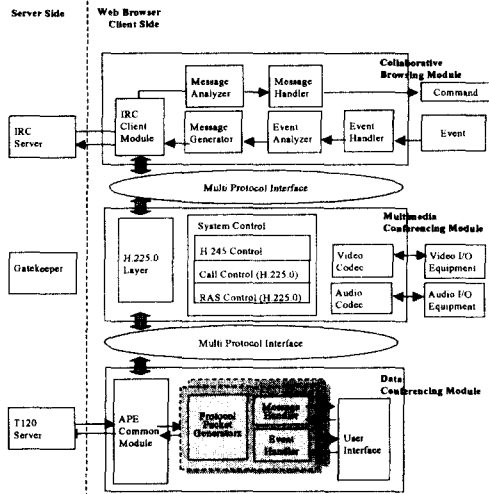 Server Side
Web Browser
Client Side
Collaborative
Browsing Module
Message
Analyzer
Message
Handler
Command
IRC
Server
IRC
Client
Module
Message
Generator
Event
Analyzer
Event
Handler
Event
Multi Protocol Interface
Multimedia
Conferencing Module
Gatekeeper
H.225.0
Layer
System Control
H 245 Control
Call Control (H.225.0)
RAS Control (H.225.0)
Video
Codec
Video I/O
Equipment
Audio
Codec
Audio I/O
Equipment
Multi Protocol Interface
Data
Conferencing Module
T120
Server
APE
Common
Module
Protocol
Packet
Generators
Message
Handler
Event
Handler
User
Interface